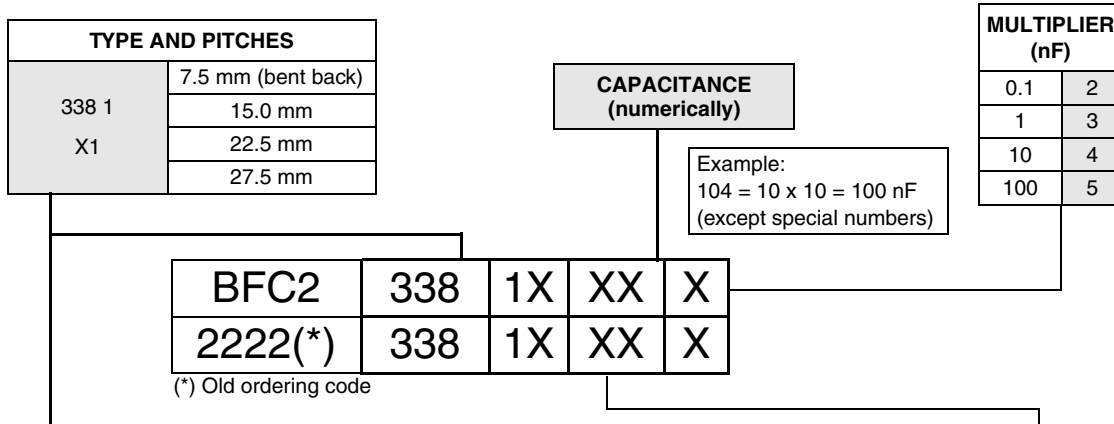 TYPE AND PITCHES
338 1
X1
7.5 mm (bent back)
15.0 mm
22.5 mm
27.5 mm
CAPACITANCE
(numerically)
Example:
104 = 10 x 10 = 100 nF
(except special numbers)
MULTIPLIER
(nF)
0.1 2
1 3
10 4
100 5
BFC2 338 1X XX X
2222(*) 338 1X XX X
(*) Old ordering code